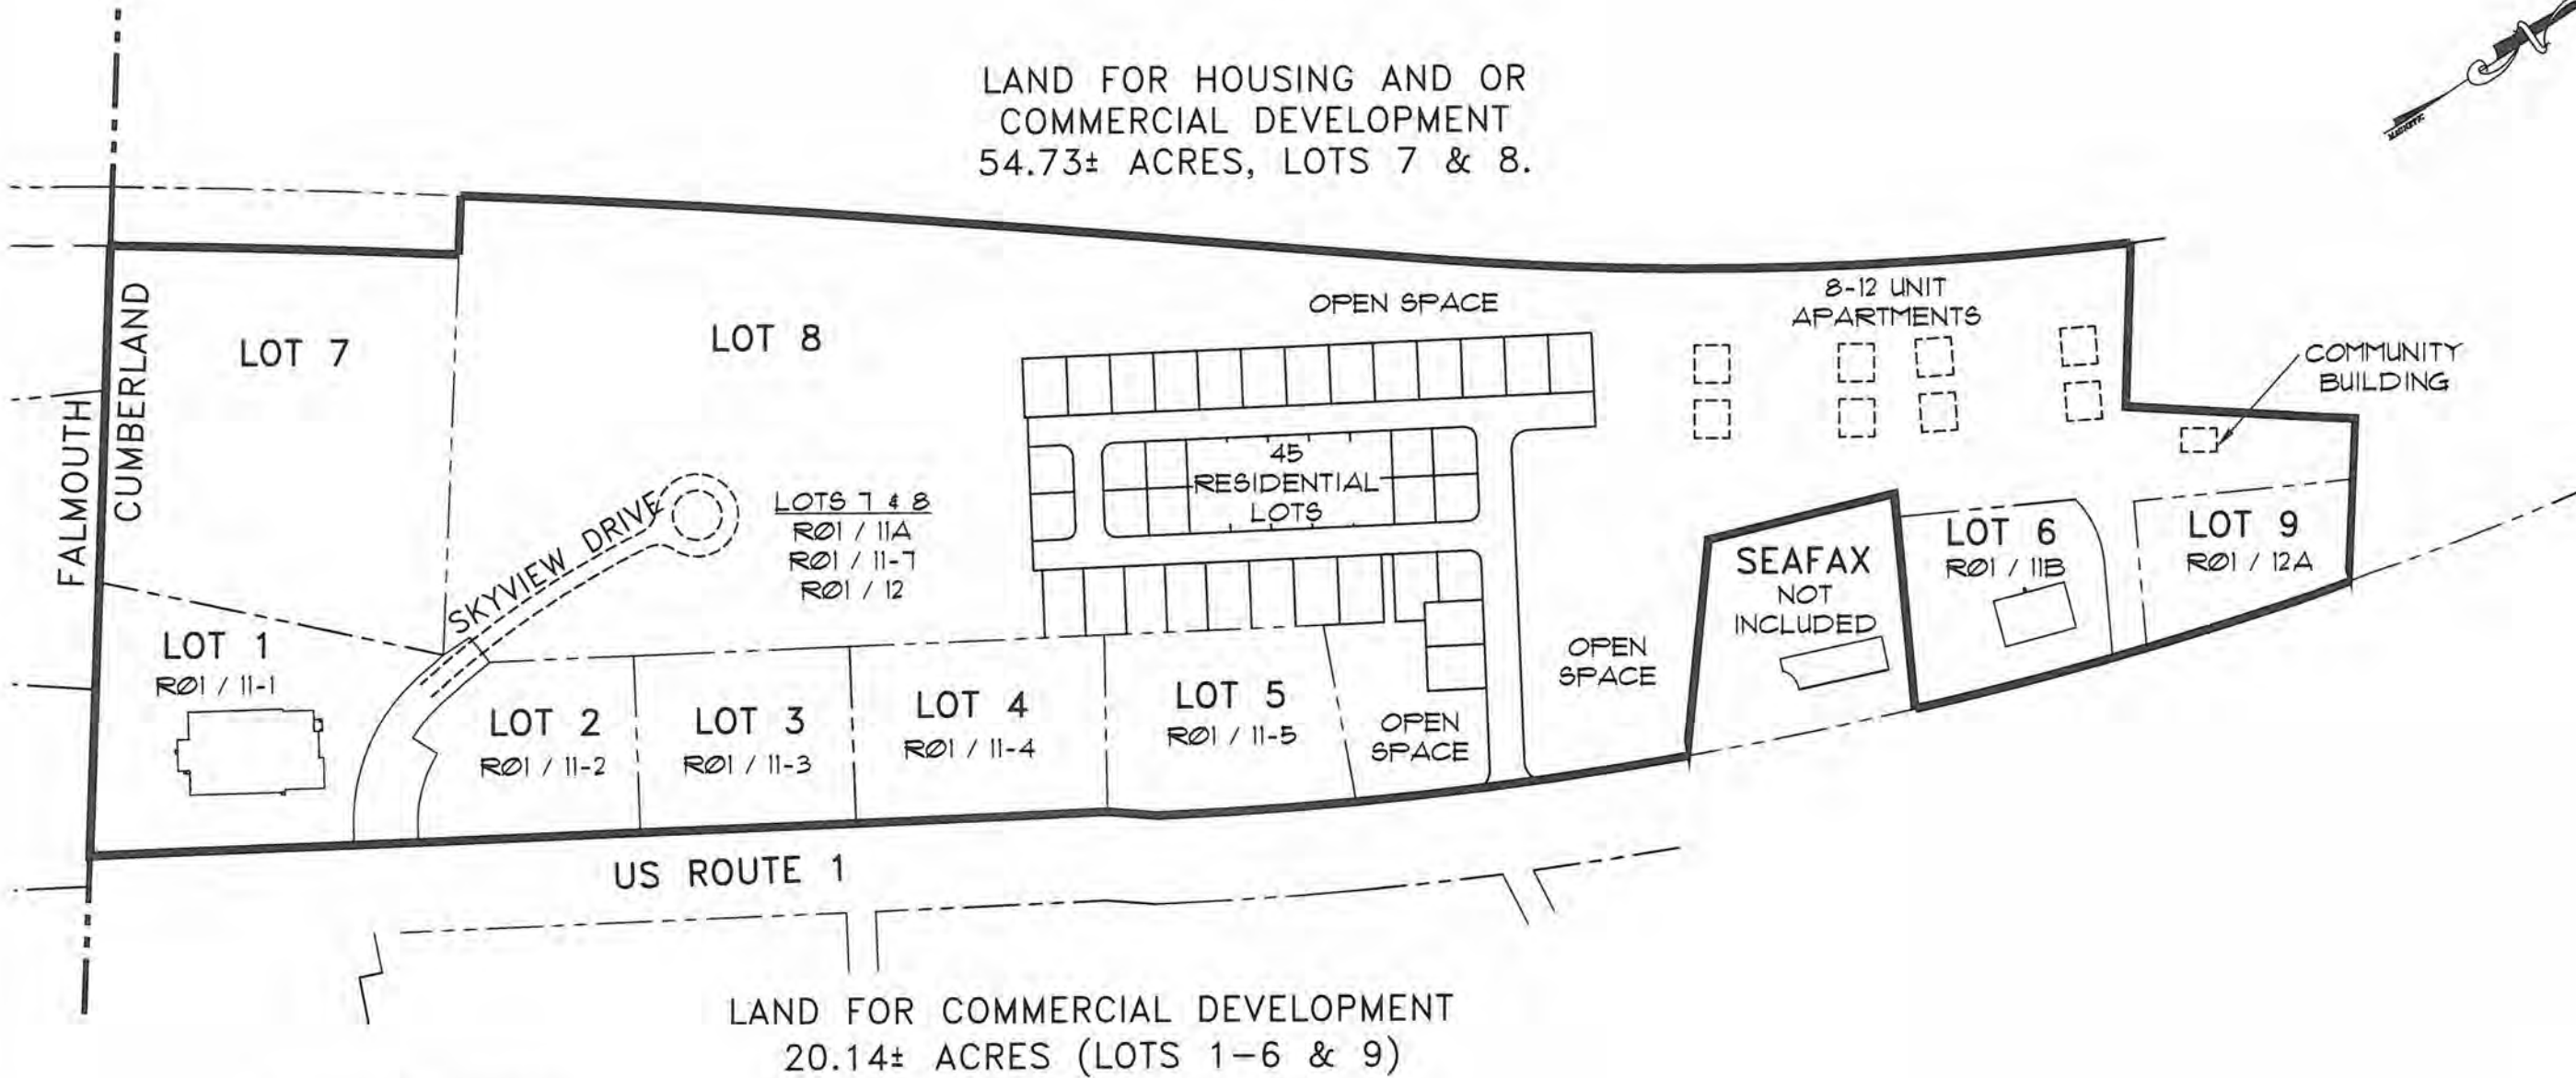 LAND FOR HOUSING AND OR
COMMERCIAL DEVELOPMENT
54.73± ACRES, LOTS 7 & 8.
MAGNETIC
FALMOUTH
CUMBERLAND
LOT 7
LOT 8
OPEN SPACE
8-12 UNIT
APARTMENTS
COMMUNITY
BUILDING
45
RESIDENTIAL
LOTS
SKYVIEW DRIVE
LOTS 7 & 8
R01 / 11A
R01 / 11-7
R01 / 12
LOT 1
R01 / 11-1
LOT 2
R01 / 11-2
LOT 3
R01 / 11-3
LOT 4
R01 / 11-4
LOT 5
R01 / 11-5
OPEN
SPACE
OPEN
SPACE
SEAFAX
NOT
INCLUDED
LOT 6
R01 / 11B
LOT 9
R01 / 12A
US ROUTE 1
LAND FOR COMMERCIAL DEVELOPMENT
20.14± ACRES (LOTS 1-6 & 9)